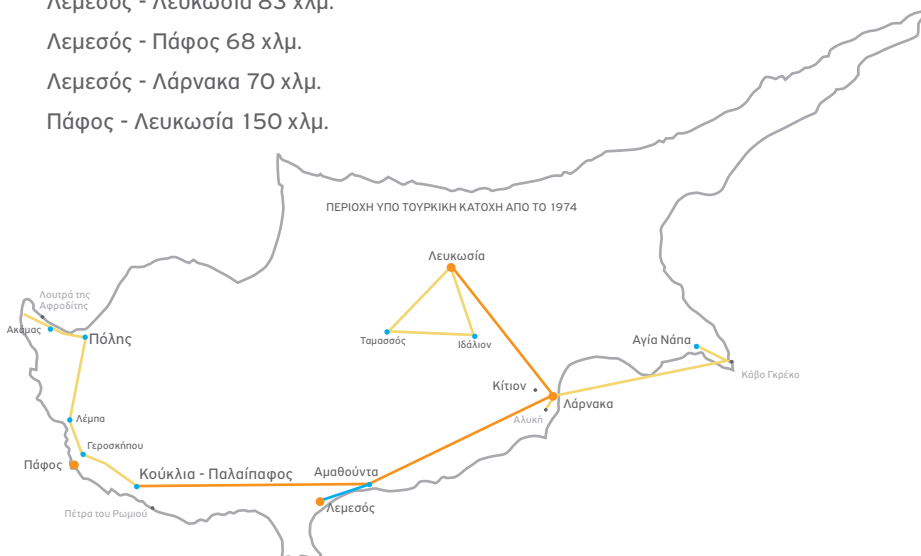 Λεμεσός - Λευκωσία 83 χλμ.
Λεμεσός - Πάφος 68 χλμ.
Λεμεσός - Λάρνακα 70 χλμ.
Πάφος - Λευκωσία 150 χλμ.
ΠΕΡΙΟΧΗ ΥΠΟ ΤΟΥΡΚΙΚΗ ΚΑΤΟΧΗ ΑΠΟ ΤΟ 1974
Λευκωσία
Λουτρά της
Αφροδίτης
Ακάμας
Πόλης
Ταμασσός
Ιδάλιον
Αγία Νάπα
Κάβο Γκρέκο
Κίτιον
Λάρνακα
Αλυκή
Λέμπα
Γεροσκήπου
Πάφος
Κούκλια - Παλαίπαφος
Αμαθούντα
Λεμεσός
Πέτρα του Ρωμιού